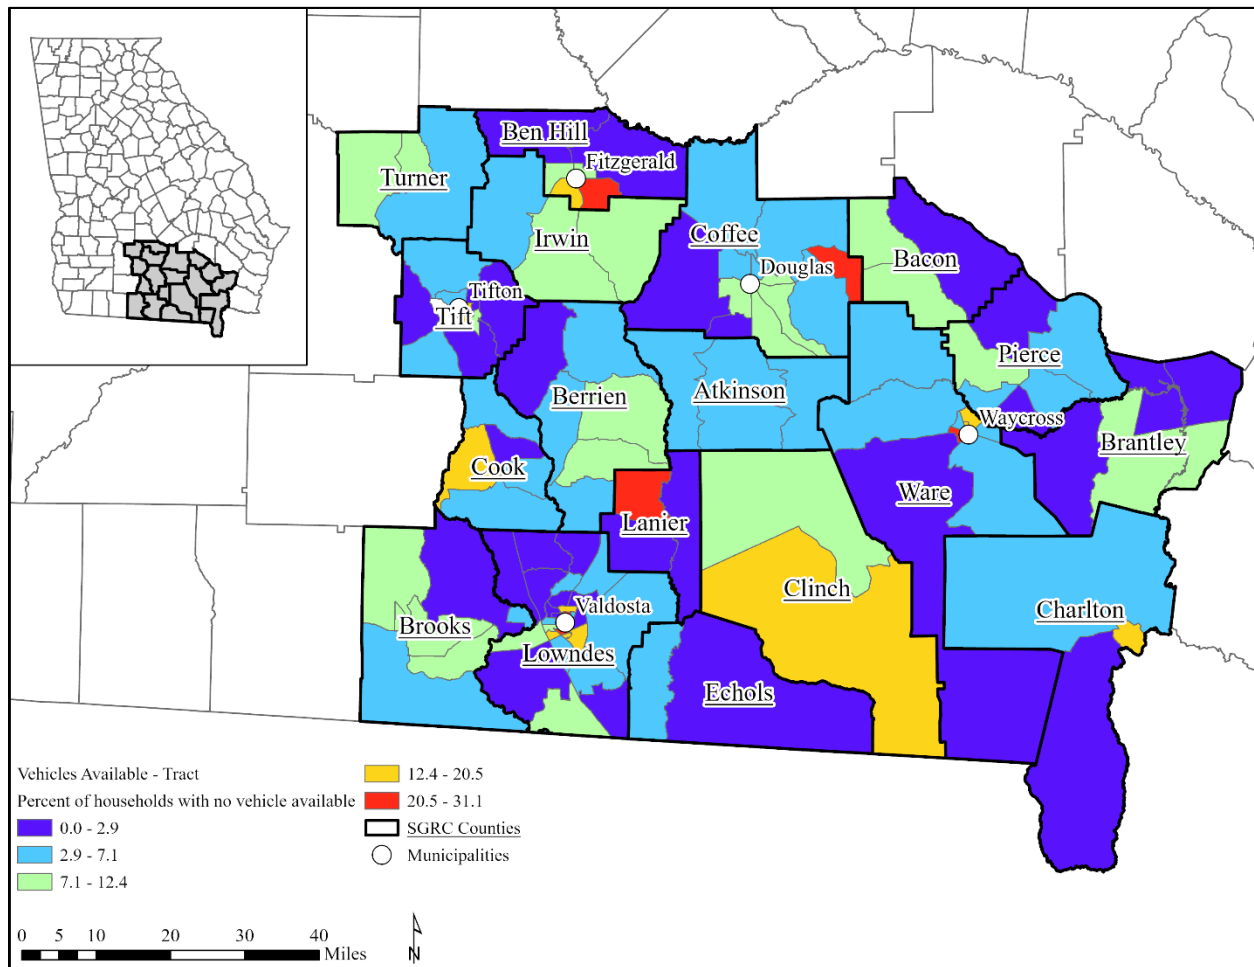 Ben Hill
Fitzgerald
Turner
Irwin
Coffee
Bacon
Douglas
Tifton
Tift
Pierce
Berrien
Atkinson
Waycross
Brantley
Cook
Ware
Lanier
Clinch
Valdosta
Charlton
Brooks
Lowndes
Echols
Vehicles Available - Tract
Percent of households with no vehicle available
0.0 - 2.9
2.9 - 7.1
7.1 - 12.4
12.4 - 20.5
20.5 - 31.1
SGRC Counties
Municipalities
0 5 10 20 30 40
Miles
N